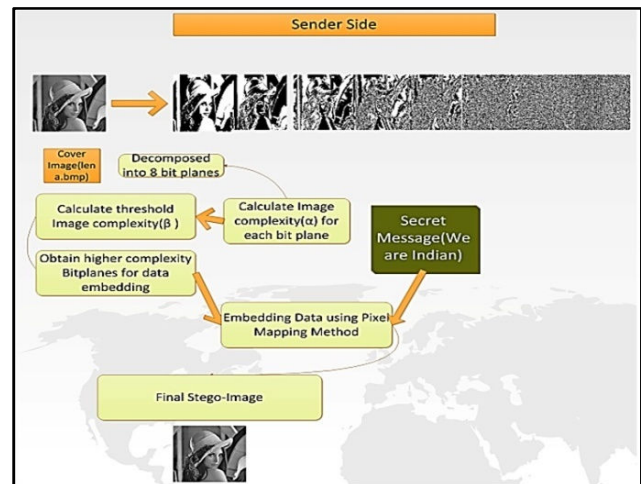 Sender Side
Cover
Image(len
a.bmp)
Decomposed
into 8 bit planes
Calculate threshold
Image complexity(β )
Calculate Image
complexity(α) for
each bit plane
Secret
Message(We
are Indian)
Obtain higher complexity
Bitplanes for data
embedding
Embedding Data using Pixel
Mapping Method
Final Stego-Image